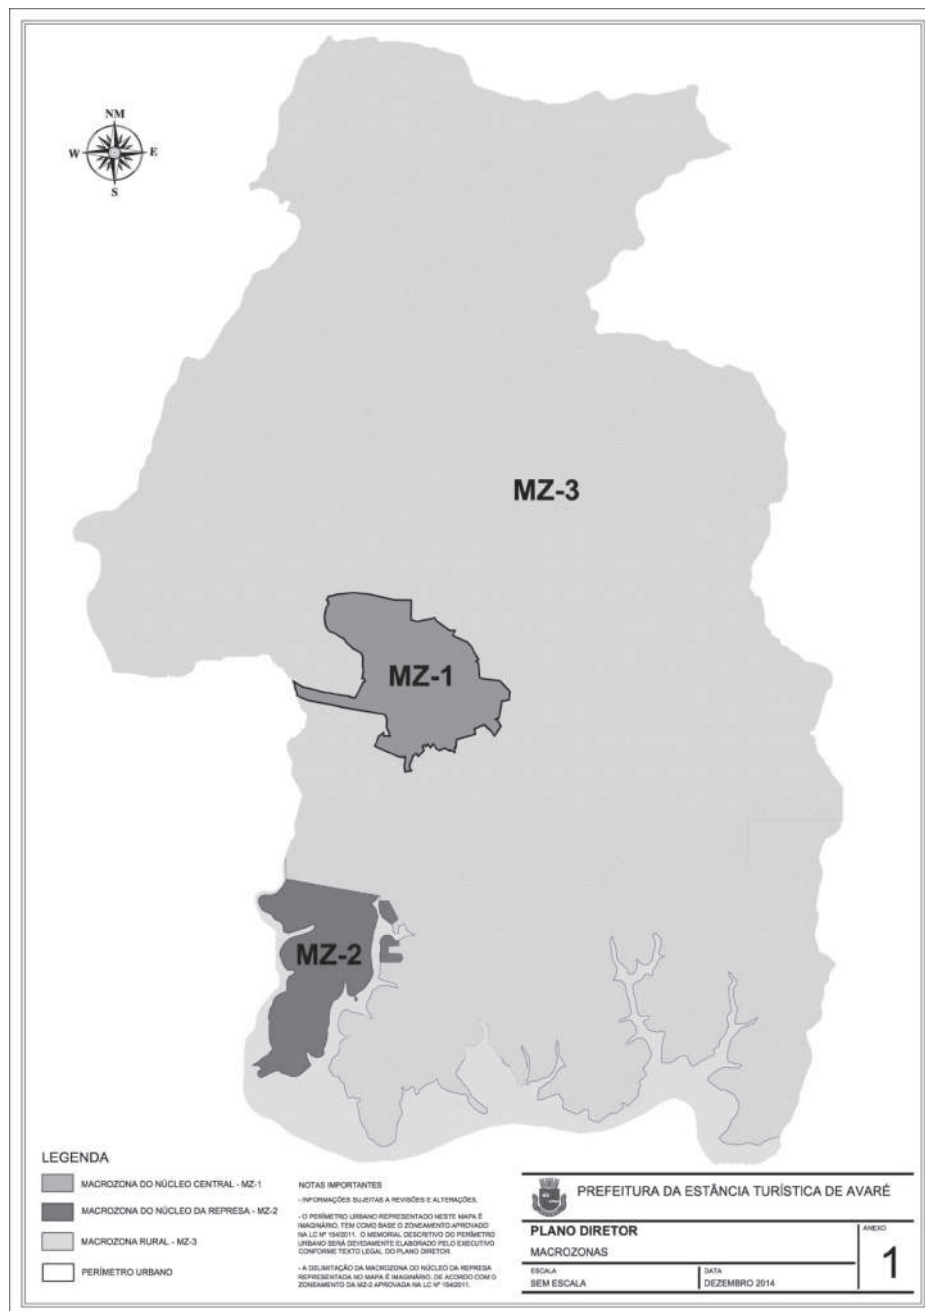 NM
W E
S
MZ-3
MZ-1
MZ-2
LEGENDA
MACROZONA DO NÚCLEO CENTRAL - MZ-1
MACROZONA DO NÚCLEO DA REPRESA - MZ-2
MACROZONA RURAL - MZ-3
PERÍMETRO URBANO
NOTAS IMPORTANTES
- INFORMAÇÕES SUJEITAS A REVISÕES E ALTERAÇÕES.
- O PERÍMETRO URBANO REPRESENTADO NESTE MAPA É
IMAGINÁRIO, TEM COMO BASE O ZONEAMENTO APROVADO
NA LC Nº 154/2011. O MEMORIAL DESCRITIVO DO PERÍMETRO
URBANO SERÁ DEVIDAMENTE ELABORADO PELO EXECUTIVO
CONFORME TEXTO LEGAL DO PLANO DIRETOR.
- A DELIMITAÇÃO DA MACROZONA DO NÚCLEO DA REPRESA
REPRESENTADA NO MAPA É IMAGINÁRIO, DE ACORDO COM O
ZONEAMENTO DA MZ-2 APROVADA NA LC Nº 154/2011.
PREFEITURA DA ESTÂNCIA TURÍSTICA DE AVARÉ
PLANO DIRETOR
MACROZONAS
ANEXO
1
ESCALA
SEM ESCALA
DATA
DEZEMBRO 2014